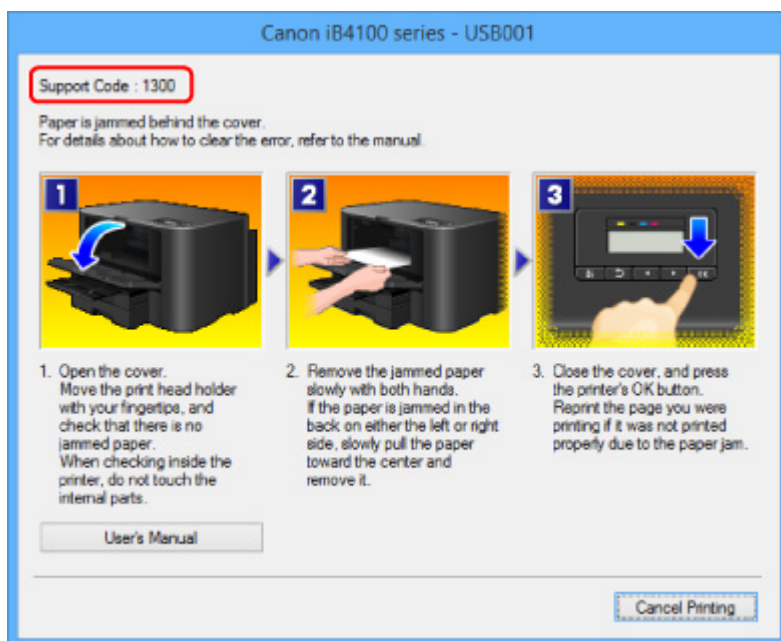 Canon iB4100 series - USB001
Support Code : 1300
Paper is jammed behind the cover.
For details about how to clear the error, refer to the manual.
1
2
3
1. Open the cover.
Move the print head holder
with your fingertips, and
check that there is no
jammed paper.
When checking inside the
printer, do not touch the
internal parts.
2. Remove the jammed paper
slowly with both hands.
If the paper is jammed in the
back on either the left or right
side, slowly pull the paper
toward the center and
remove it.
3. Close the cover, and press
the printer's OK button.
Reprint the page you were
printing if it was not printed
properly due to the paper jam.
User's Manual
Cancel Printing